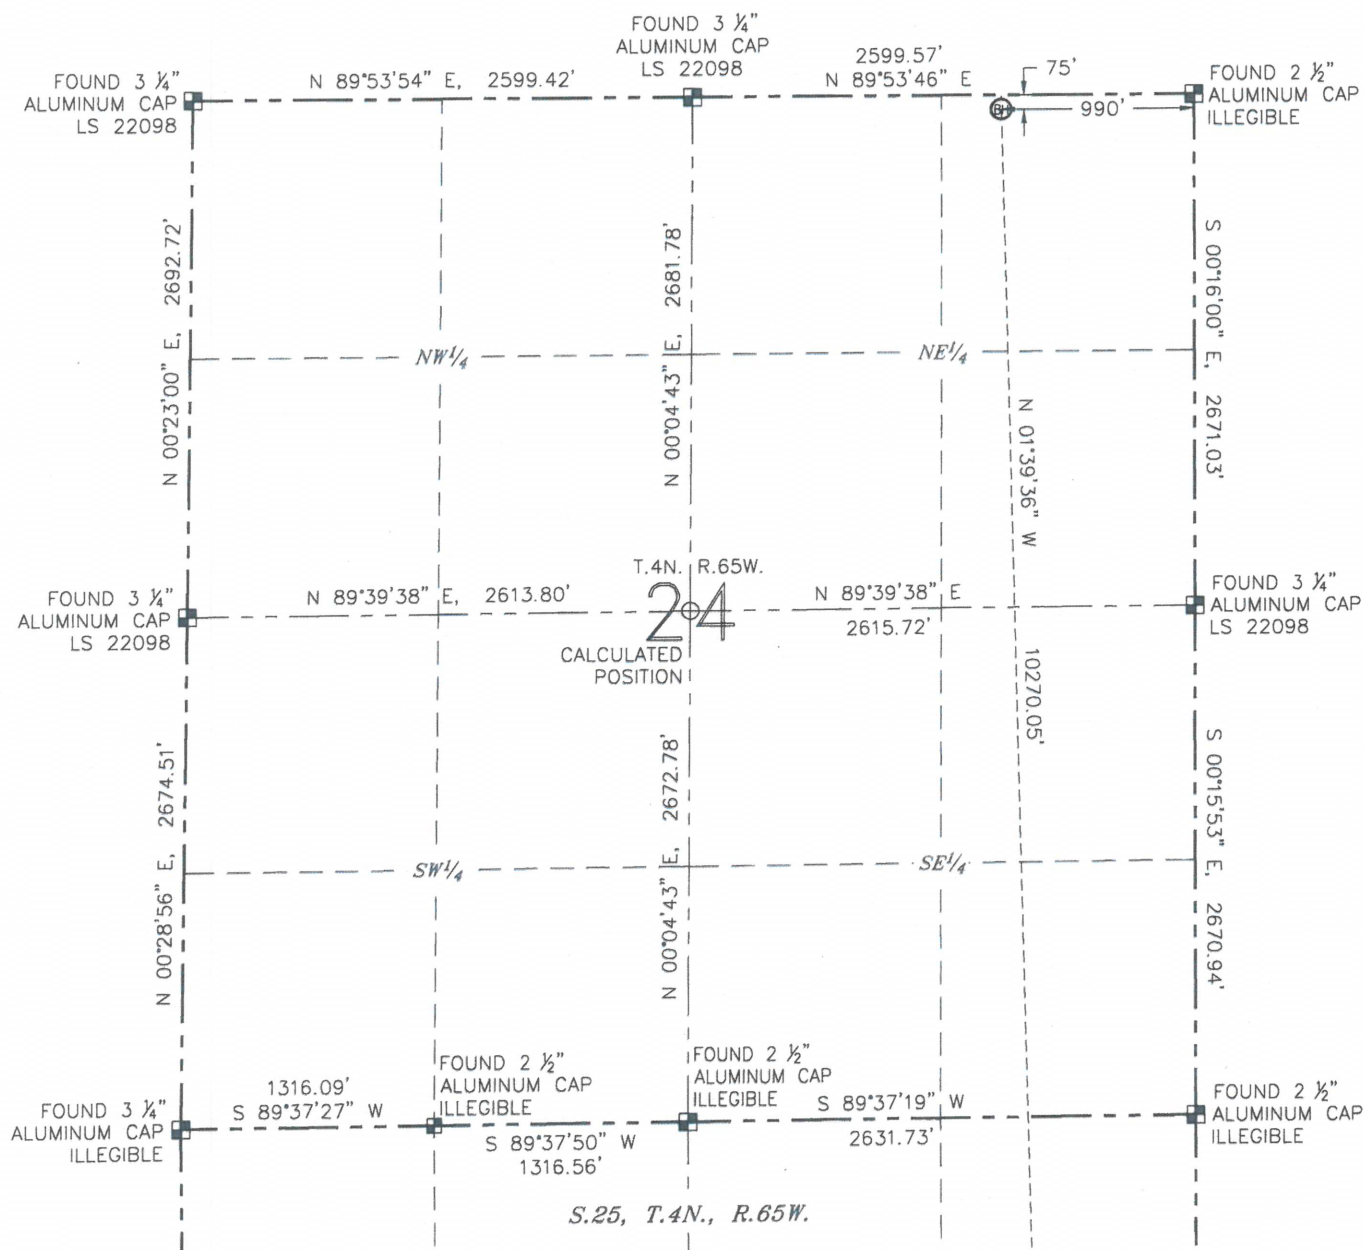 FOUND 3 ¼"
ALUMINUM CAP
LS 22098
N 89°53'54" E, 2599.42'
FOUND 3 ¼"
ALUMINUM CAP
LS 22098
2599.57'
N 89°53'46" E
75'
990'
BH
FOUND 2 ½"
ALUMINUM CAP
ILLEGIBLE
N 00°23'00" E, 2692.72'
N 00°04'43" E, 2681.78'
S 00°16'00" E, 2671.03'
NW¼
NE¼
N 01°39'36" W
10270.05'
FOUND 3 ¼"
ALUMINUM CAP
LS 22098
N 89°39'38" E, 2613.80'
T.4N. R.65W.
24
CALCULATED
POSITION
N 89°39'38" E
2615.72'
FOUND 3 ¼"
ALUMINUM CAP
LS 22098
N 00°28'56" E, 2674.51'
N 00°04'43" E, 2672.78'
S 00°15'53" E, 2670.94'
SW¼
SE¼
FOUND 3 ¼"
ALUMINUM CAP
ILLEGIBLE
1316.09'
S 89°37'27" W
FOUND 2 ½"
ALUMINUM CAP
ILLEGIBLE
S 89°37'50" W
1316.56'
FOUND 2 ½"
ALUMINUM CAP
ILLEGIBLE
S 89°37'19" W
2631.73'
FOUND 2 ½"
ALUMINUM CAP
ILLEGIBLE
S.25, T.4N., R.65W.